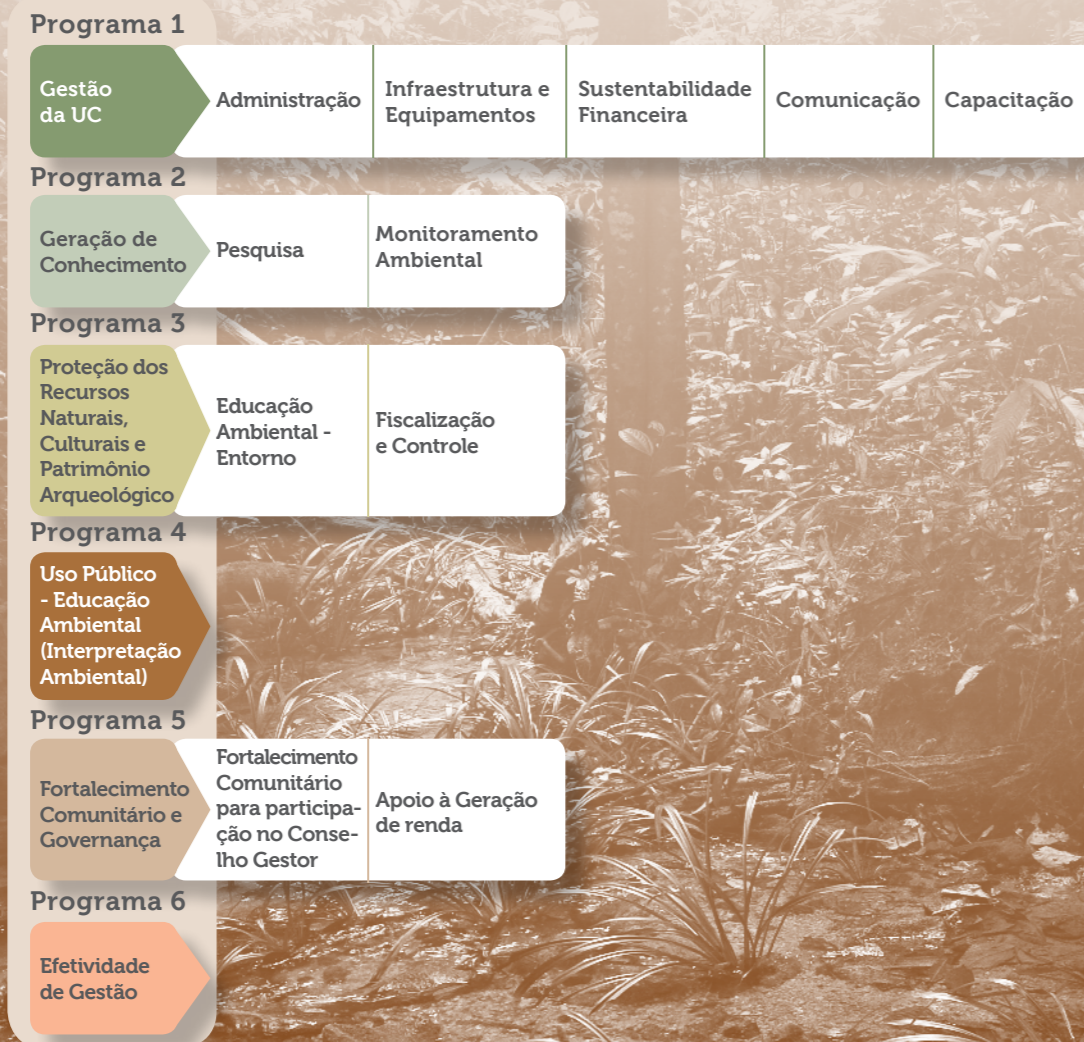 Programa 1
Gestão
da UC
Administração
Infraestrutura e
Equipamentos
Sustentabilidade
Financeira
Comunicação
Capacitação
Programa 2
Geração de
Conhecimento
Pesquisa
Monitoramento
Ambiental
Programa 3
Proteção dos
Recursos
Naturais,
Culturais e
Patrimônio
Arqueológico
Educação
Ambiental -
Entorno
Fiscalização
e Controle
Programa 4
Uso Público
- Educação
Ambiental
(Interpretação
Ambiental)
Programa 5
Fortalecimento
Comunitário e
Governança
Fortalecimento
Comunitário
para participa-
ção no Conse-
lho Gestor
Apoio à Geração
de renda
Programa 6
Efetividade
de Gestão